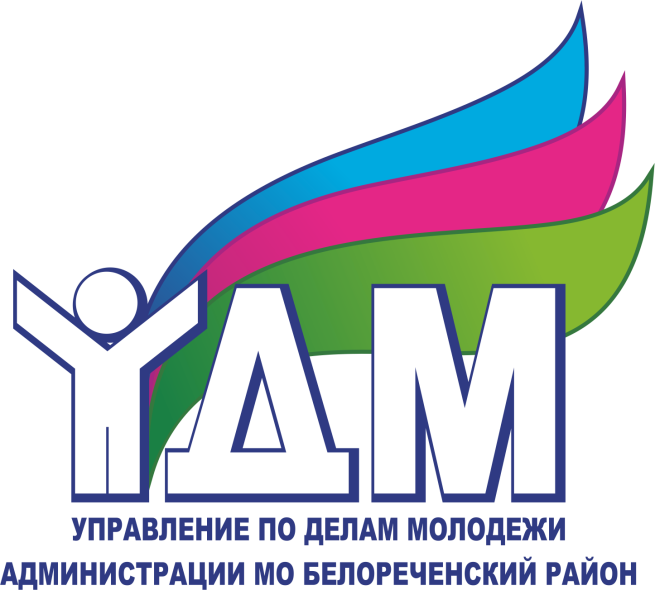 УДМ
УПРАВЛЕНИЕ ПО ДЕЛАМ МОЛОДЕЖИ
АДМИНИСТРАЦИИ МО БЕЛОРЕЧЕНСКИЙ РАЙОН